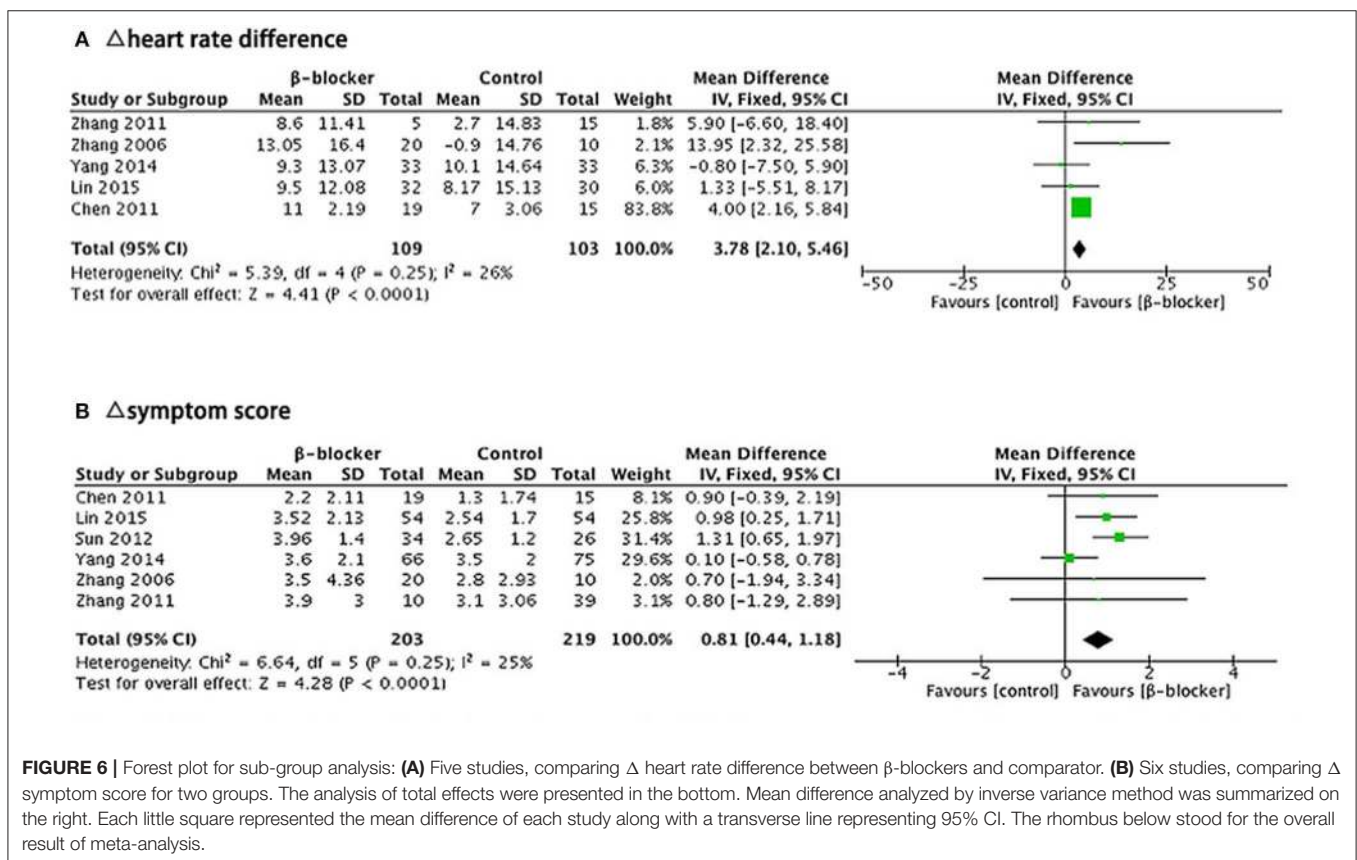 A △heart rate difference
β-blocker Control Mean Difference Mean Difference
Study or Subgroup Mean SD Total Mean SD Total Weight IV, Fixed, 95% CI IV, Fixed, 95% CI
Zhang 2011 8.6 11.41 5 2.7 14.83 15 1.8% 5.90 [-6.60, 18.40]
Zhang 2006 13.05 16.4 20 -0.9 14.76 10 2.1% 13.95 [2.32, 25.58]
Yang 2014 9.3 13.07 33 10.1 14.64 33 6.3% -0.80 [-7.50, 5.90]
Lin 2015 9.5 12.08 32 8.17 15.13 30 6.0% 1.33 [-5.51, 8.17]
Chen 2011 11 2.19 19 7 3.06 15 83.8% 4.00 [2.16, 5.84]
Total (95% CI) 109 103 100.0% 3.78 [2.10, 5.46]
Heterogeneity: Chi² = 5.39, df = 4 (P = 0.25); I² = 26%
Test for overall effect: Z = 4.41 (P < 0.0001)
-50 -25 0 25 50
Favours [control] Favours [β-blocker]
B △symptom score
β-blocker Control Mean Difference Mean Difference
Study or Subgroup Mean SD Total Mean SD Total Weight IV, Fixed, 95% CI IV, Fixed, 95% CI
Chen 2011 2.2 2.11 19 1.3 1.74 15 8.1% 0.90 [-0.39, 2.19]
Lin 2015 3.52 2.13 54 2.54 1.7 54 25.8% 0.98 [0.25, 1.71]
Sun 2012 3.96 1.4 34 2.65 1.2 26 31.4% 1.31 [0.65, 1.97]
Yang 2014 3.6 2.1 66 3.5 2 75 29.6% 0.10 [-0.58, 0.78]
Zhang 2006 3.5 4.36 20 2.8 2.93 10 2.0% 0.70 [-1.94, 3.34]
Zhang 2011 3.9 3 10 3.1 3.06 39 3.1% 0.80 [-1.29, 2.89]
Total (95% CI) 203 219 100.0% 0.81 [0.44, 1.18]
Heterogeneity: Chi² = 6.64, df = 5 (P = 0.25); I² = 25%
Test for overall effect: Z = 4.28 (P < 0.0001)
-4 -2 0 2 4
Favours [control] Favours [β-blocker]
FIGURE 6 | Forest plot for sub-group analysis: (A) Five studies, comparing Δ heart rate difference between β-blockers and comparator. (B) Six studies, comparing Δ
symptom score for two groups. The analysis of total effects were presented in the bottom. Mean difference analyzed by inverse variance method was summarized on
the right. Each little square represented the mean difference of each study along with a transverse line representing 95% CI. The rhombus below stood for the overall
result of meta-analysis.